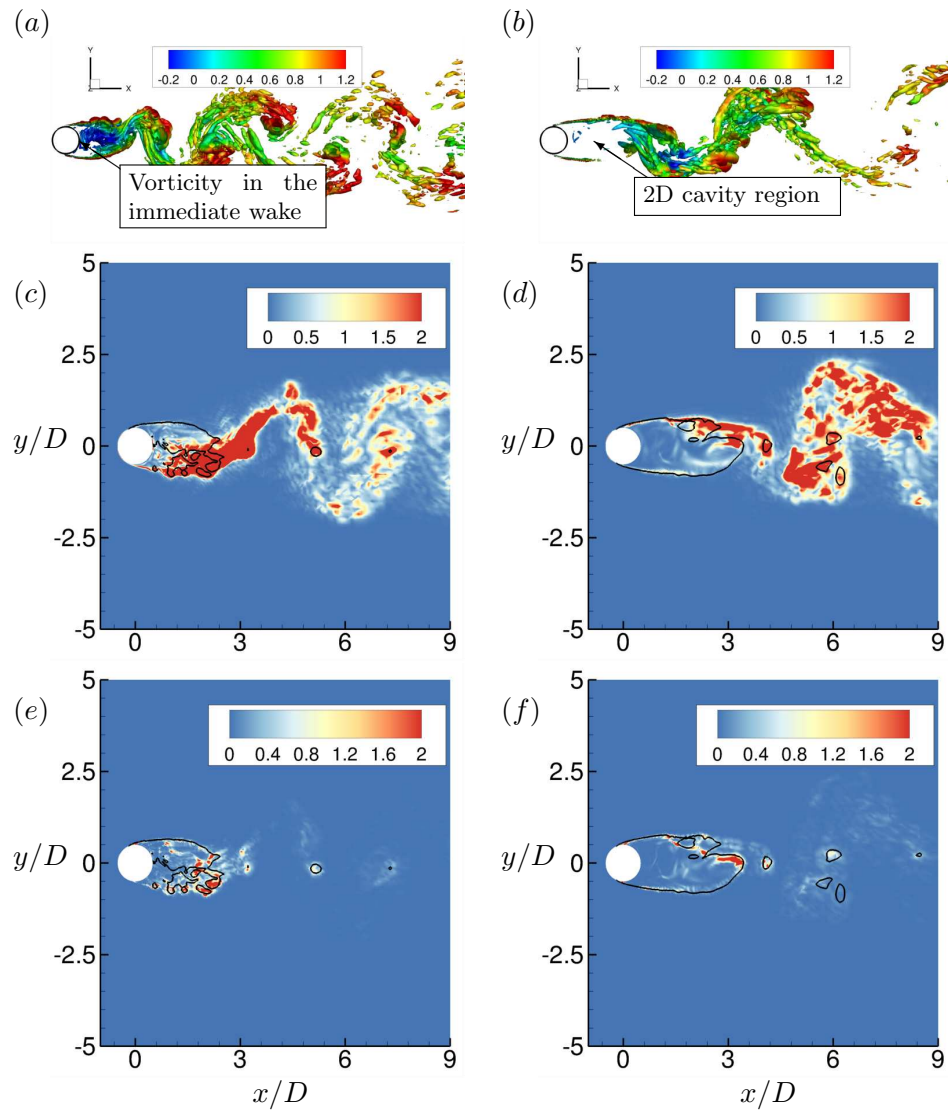 (a)
(b)
Y
Z
X
-0.2 0 0.2 0.4 0.6 0.8 1 1.2
Y
Z
X
-0.2 0 0.2 0.4 0.6 0.8 1 1.2
Vorticity in the
immediate wake
2D cavity region
(c)
5
2.5
y/D
0
-2.5
-5
0 0.5 1 1.5 2
0 3 6 9
(d)
5
2.5
y/D
0
-2.5
-5
0 0.5 1 1.5 2
0 3 6 9
(e)
5
2.5
y/D
0
-2.5
-5
0 0.4 0.8 1.2 1.6 2
0 3 6 9
x/D
(f)
5
2.5
y/D
0
-2.5
-5
0 0.4 0.8 1.2 1.6 2
0 3 6 9
x/D